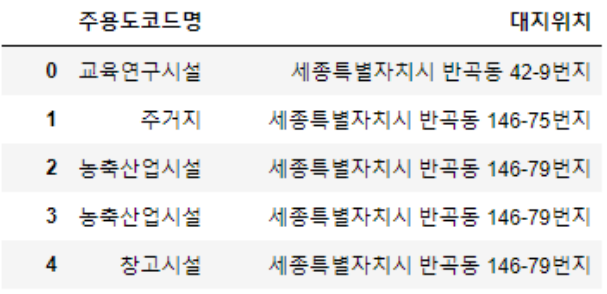 주용도코드명 대지위치
0 교육연구시설 세종특별자치시 반곡동 42-9번지
1 주거지 세종특별자치시 반곡동 146-75번지
2 농축산업시설 세종특별자치시 반곡동 146-79번지
3 농축산업시설 세종특별자치시 반곡동 146-79번지
4 창고시설 세종특별자치시 반곡동 146-79번지